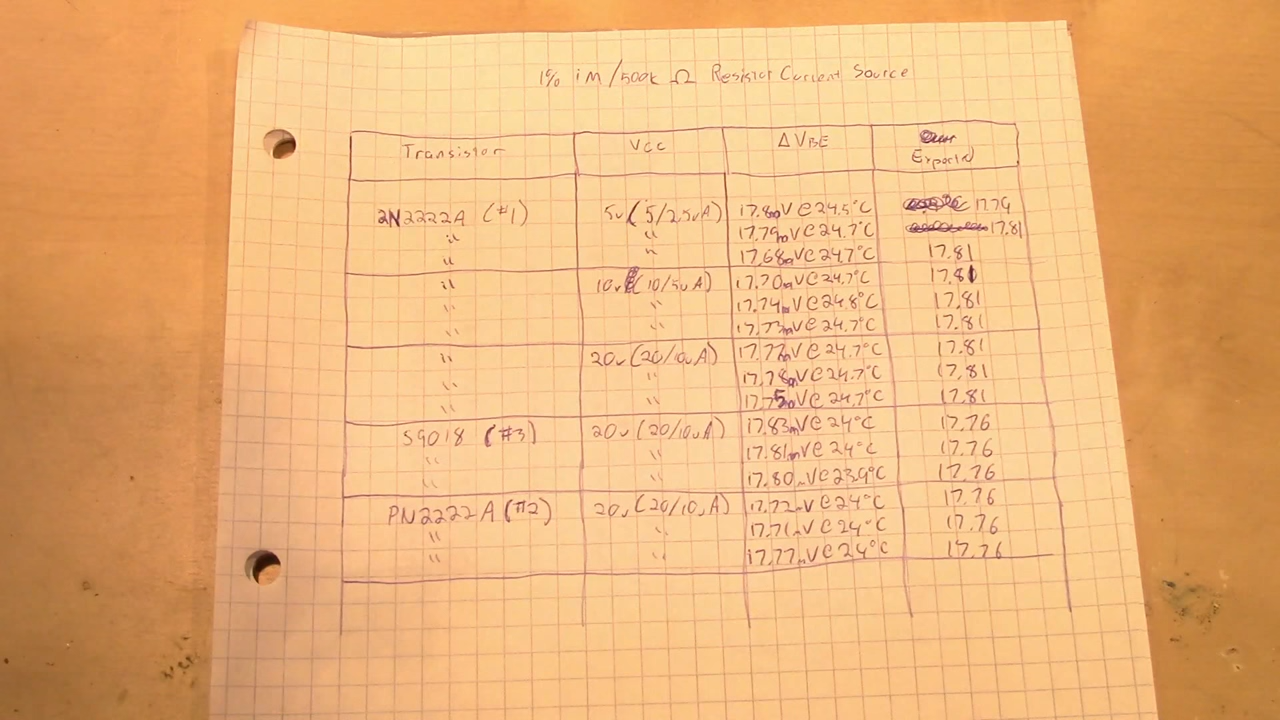 1% 1M/500k Ω Resistor Current Source
Transistor VCC ΔVBE Expected
2N2222A (#1) 5v (5/2.5uA) 17.80mV@24.5°C 17.79
" " 17.79mV@24.7°C 17.81
" " 17.68mV@24.7°C 17.81
" 10v (10/5uA) 17.70mV@24.7°C 17.81
" " 17.74mV@24.8°C 17.81
" " 17.73mV@24.7°C 17.81
" 20v (20/10uA) 17.77mV@24.7°C 17.81
" " 17.78mV@24.7°C 17.81
" " 17.75mV@24.7°C 17.81
S9018 (#3) 20v (20/10uA) 17.83mV@24°C 17.76
" " 17.81mV@24°C 17.76
" " 17.80mV@23.9°C 17.76
PN2222A (#2) 20v (20/10uA) 17.72mV@24°C 17.76
" " 17.71mV@24°C 17.76
" " 17.77mV@24°C 17.76